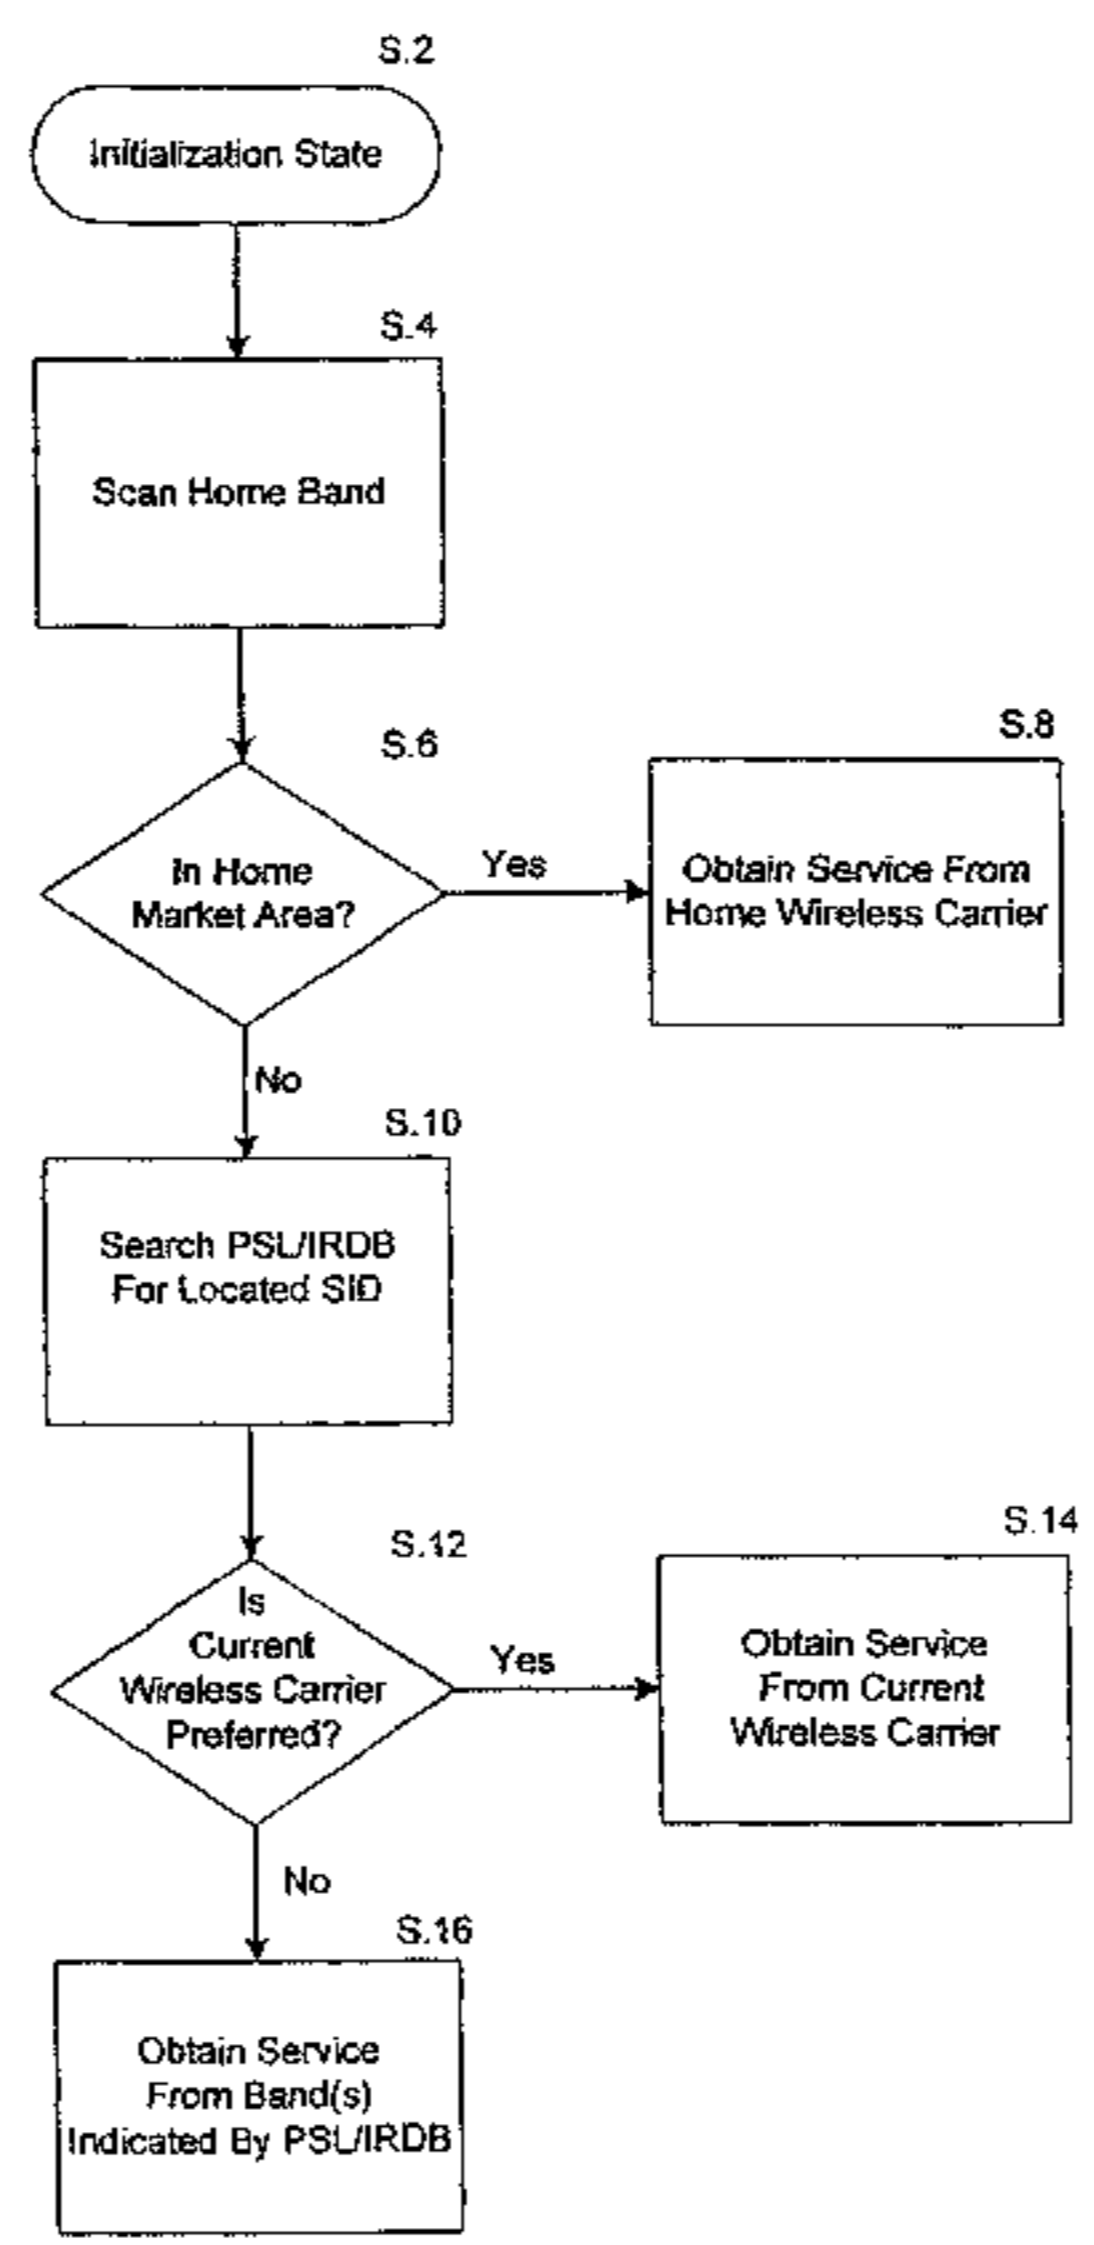 S.2
Initialization State
S.4
Scan Home Band
S.6
In Home
Market Area?
Yes
S.8
Obtain Service From
Home Wireless Carrier
No
S.10
Search PSL/IRDB
For Located SID
S.12
Is
Current
Wireless Carrier
Preferred?
Yes
S.14
Obtain Service
From Current
Wireless Carrier
No
S.16
Obtain Service
From Band(s)
Indicated By PSL/IRDB